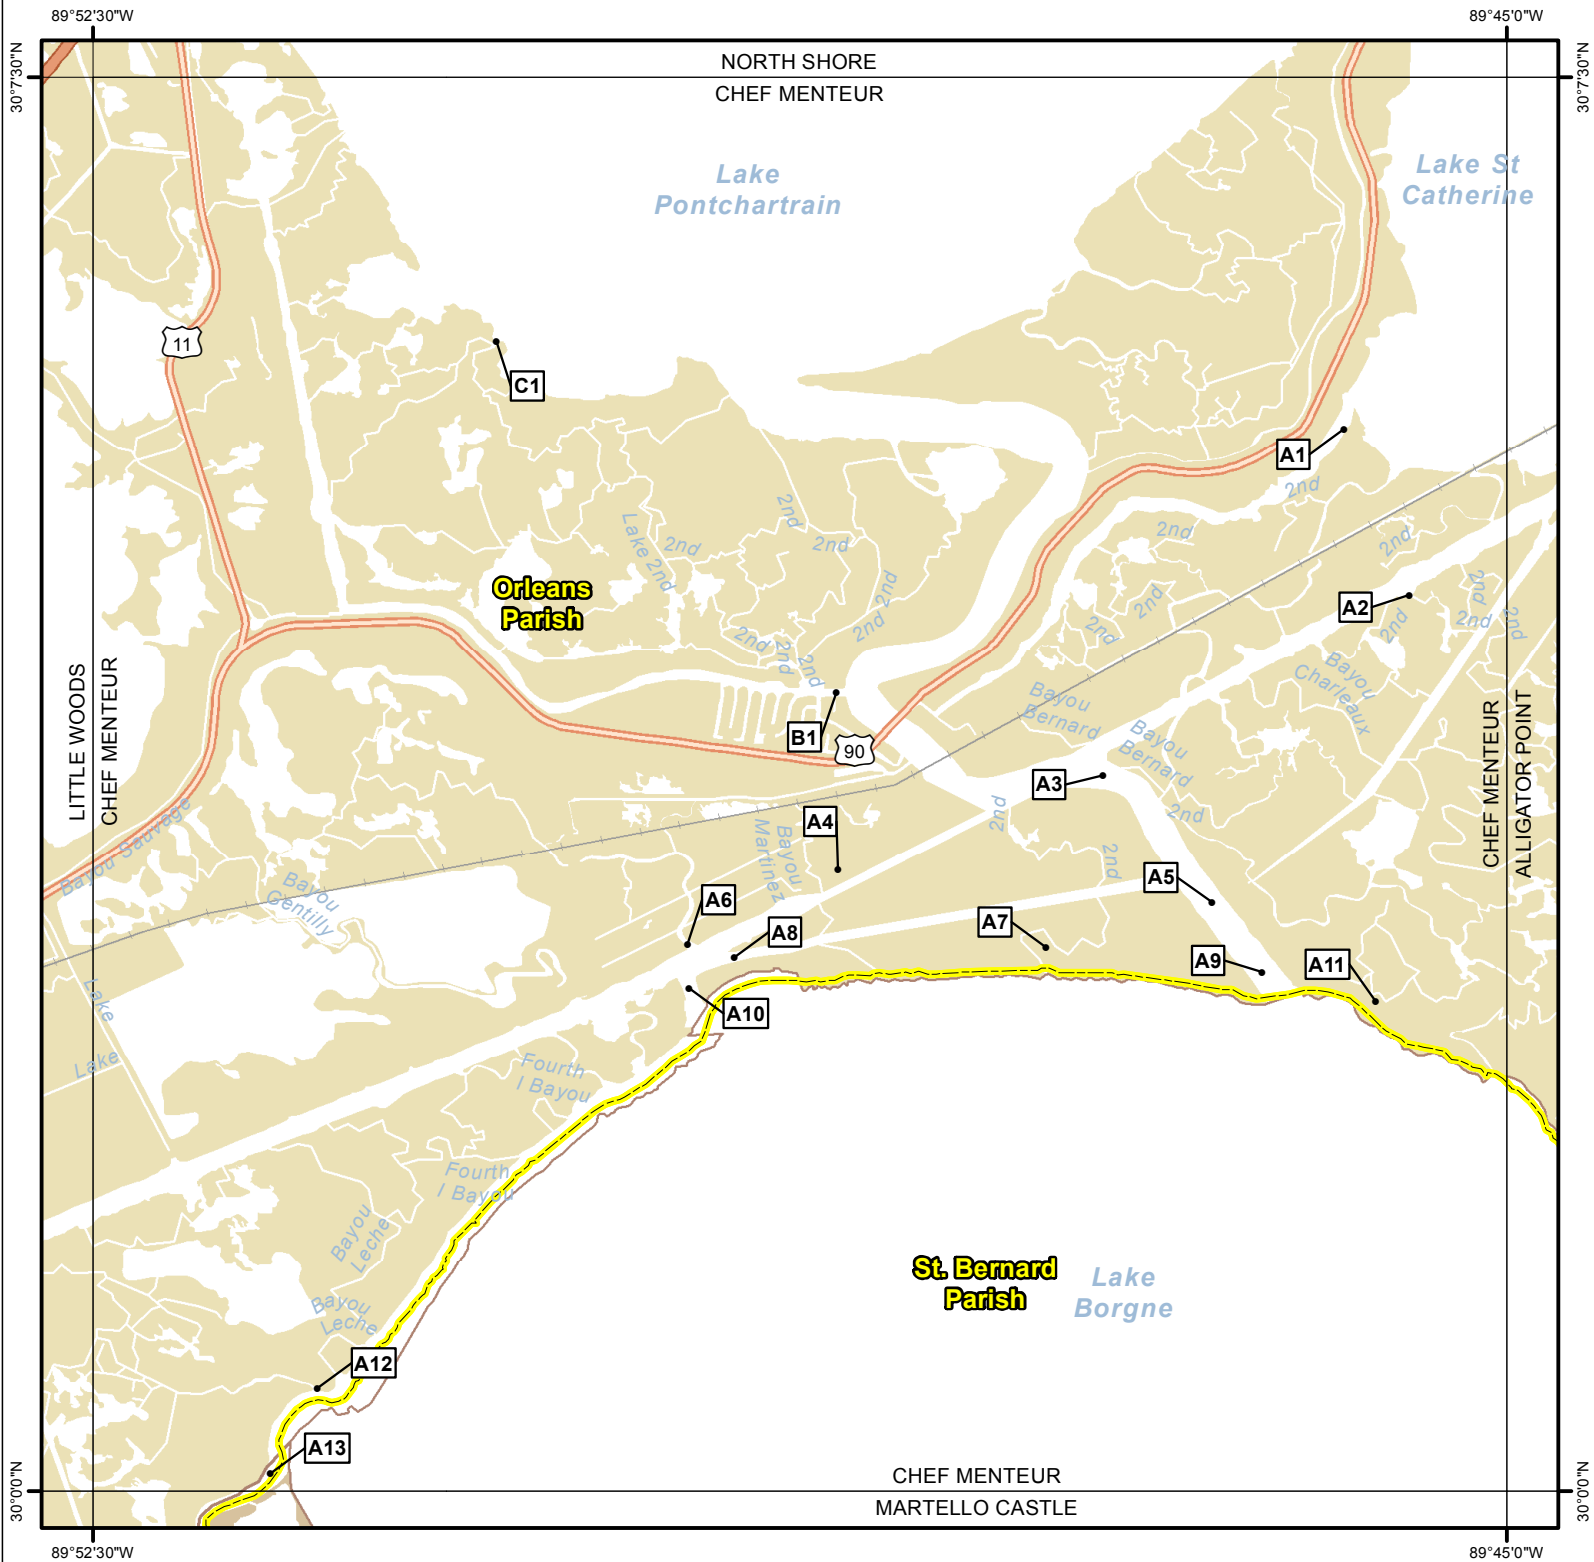 89°52'30"W
89°45'0"W
30°7'30"N
30°7'30"N
NORTH SHORE
CHEF MENTEUR
Lake
Pontchartrain
Lake St
Catherine
11
C1
A1
2nd
2nd
2nd
2nd
2nd
2nd
Lake 2nd
Orleans
Parish
A2
2nd
2nd
2nd
2nd
2nd
2nd
2nd
2nd
2nd
2nd
2nd
2nd
LITTLE WOODS
CHEF MENTEUR
Bayou
Charleaux
Bayou
Bernard
Bayou
Bernard
CHEF MENTEUR
ALLIGATOR POINT
B1
90
A3
2nd
2nd
A4
Bayou
Martinez
Bayou Sauvage
2nd
A5
Bayou
Gentilly
A6
A7
A8
A9
A11
Lake
A10
Lake
Fourth
I Bayou
Fourth
I Bayou
Bayou
Leche
St. Bernard
Parish
Lake
Borgne
Bayou
Leche
A12
A13
CHEF MENTEUR
MARTELLO CASTLE
30°0'0"N
30°0'0"N
89°52'30"W
89°45'0"W